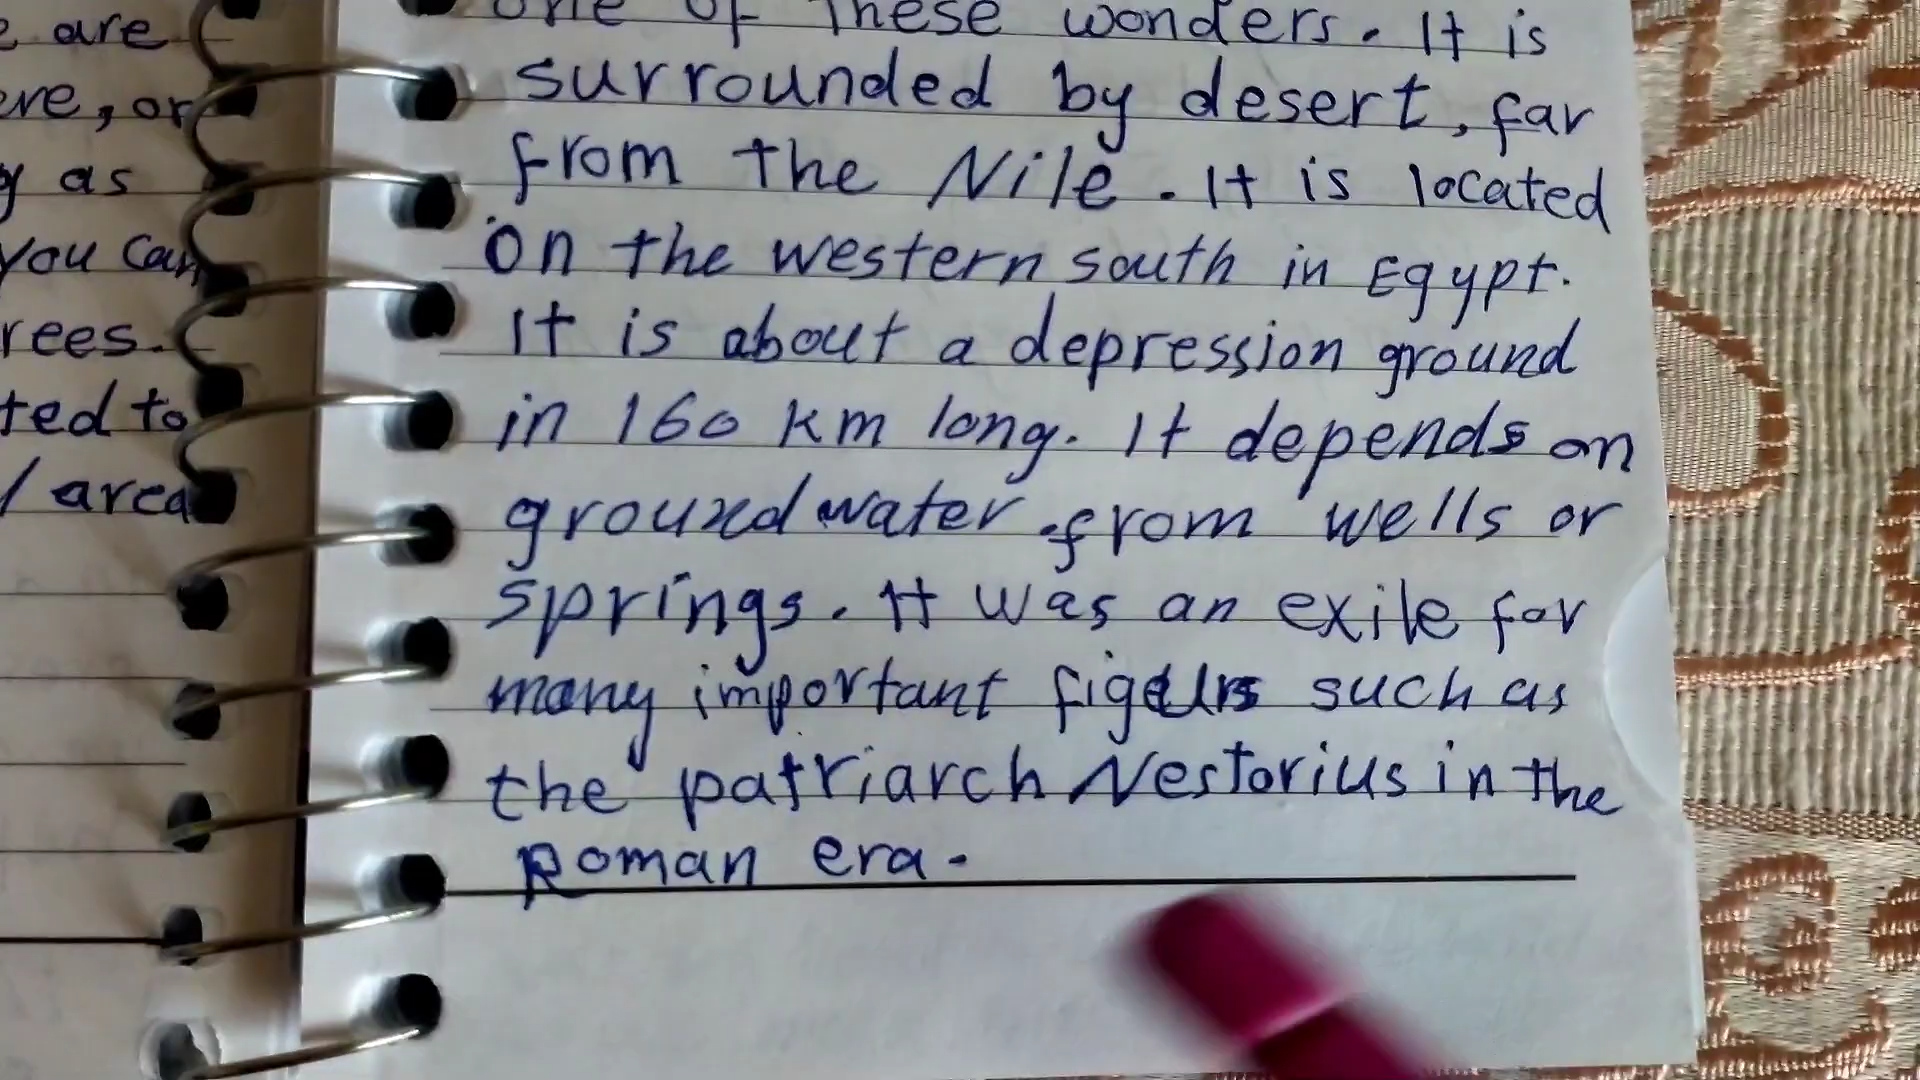 e are
ere, or
y as
you can
rees.
ted to
/ area
one of these wonders. It is
surrounded by desert, far
from the Nile. It is located
on the western south in Egypt.
It is about a depression ground
in 160 km long. It depends on
groundwater from wells or
springs. It was an exile for
many important figurs such as
the patriarch Nestorius in the
Roman era.